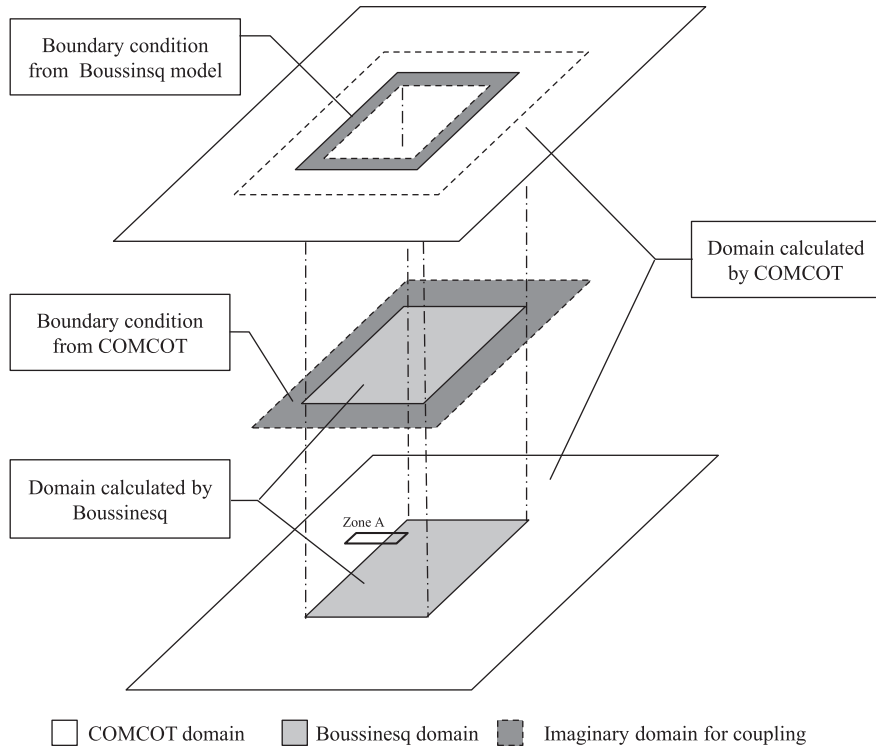 Boundary condition
from Boussinsq model
Domain calculated
by COMCOT
Boundary condition
from COMCOT
Domain calculated by
Boussinesq
Zone A
COMCOT domain
Boussinesq domain
Imaginary domain for coupling